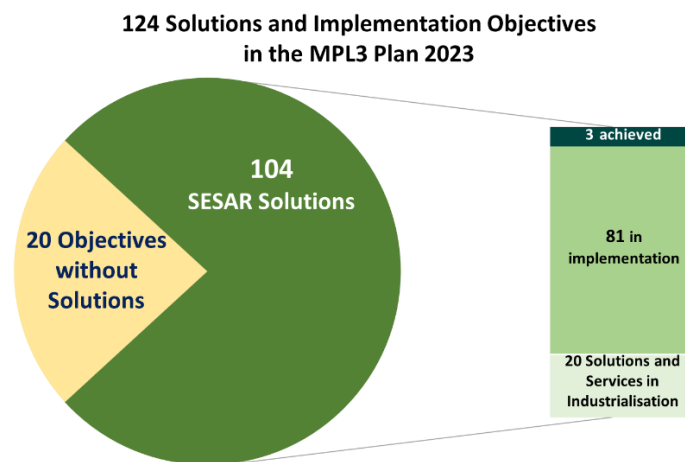 124 Solutions and Implementation Objectives
in the MPL3 Plan 2023
104
SESAR Solutions
20 Objectives
without
Solutions
3 achieved
81 in
implementation
20 Solutions and
Services in
Industrialisation